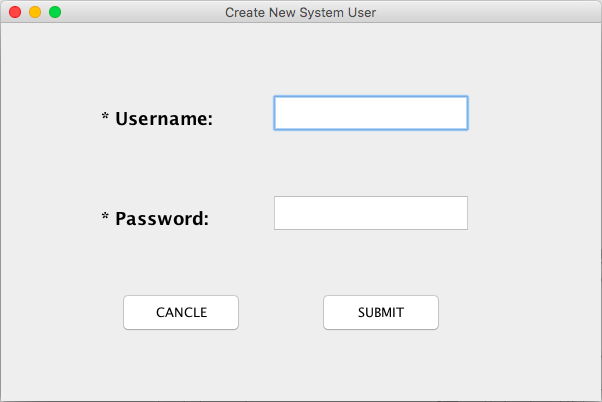 Create New System User
* Username:
* Password:
CANCLE
SUBMIT